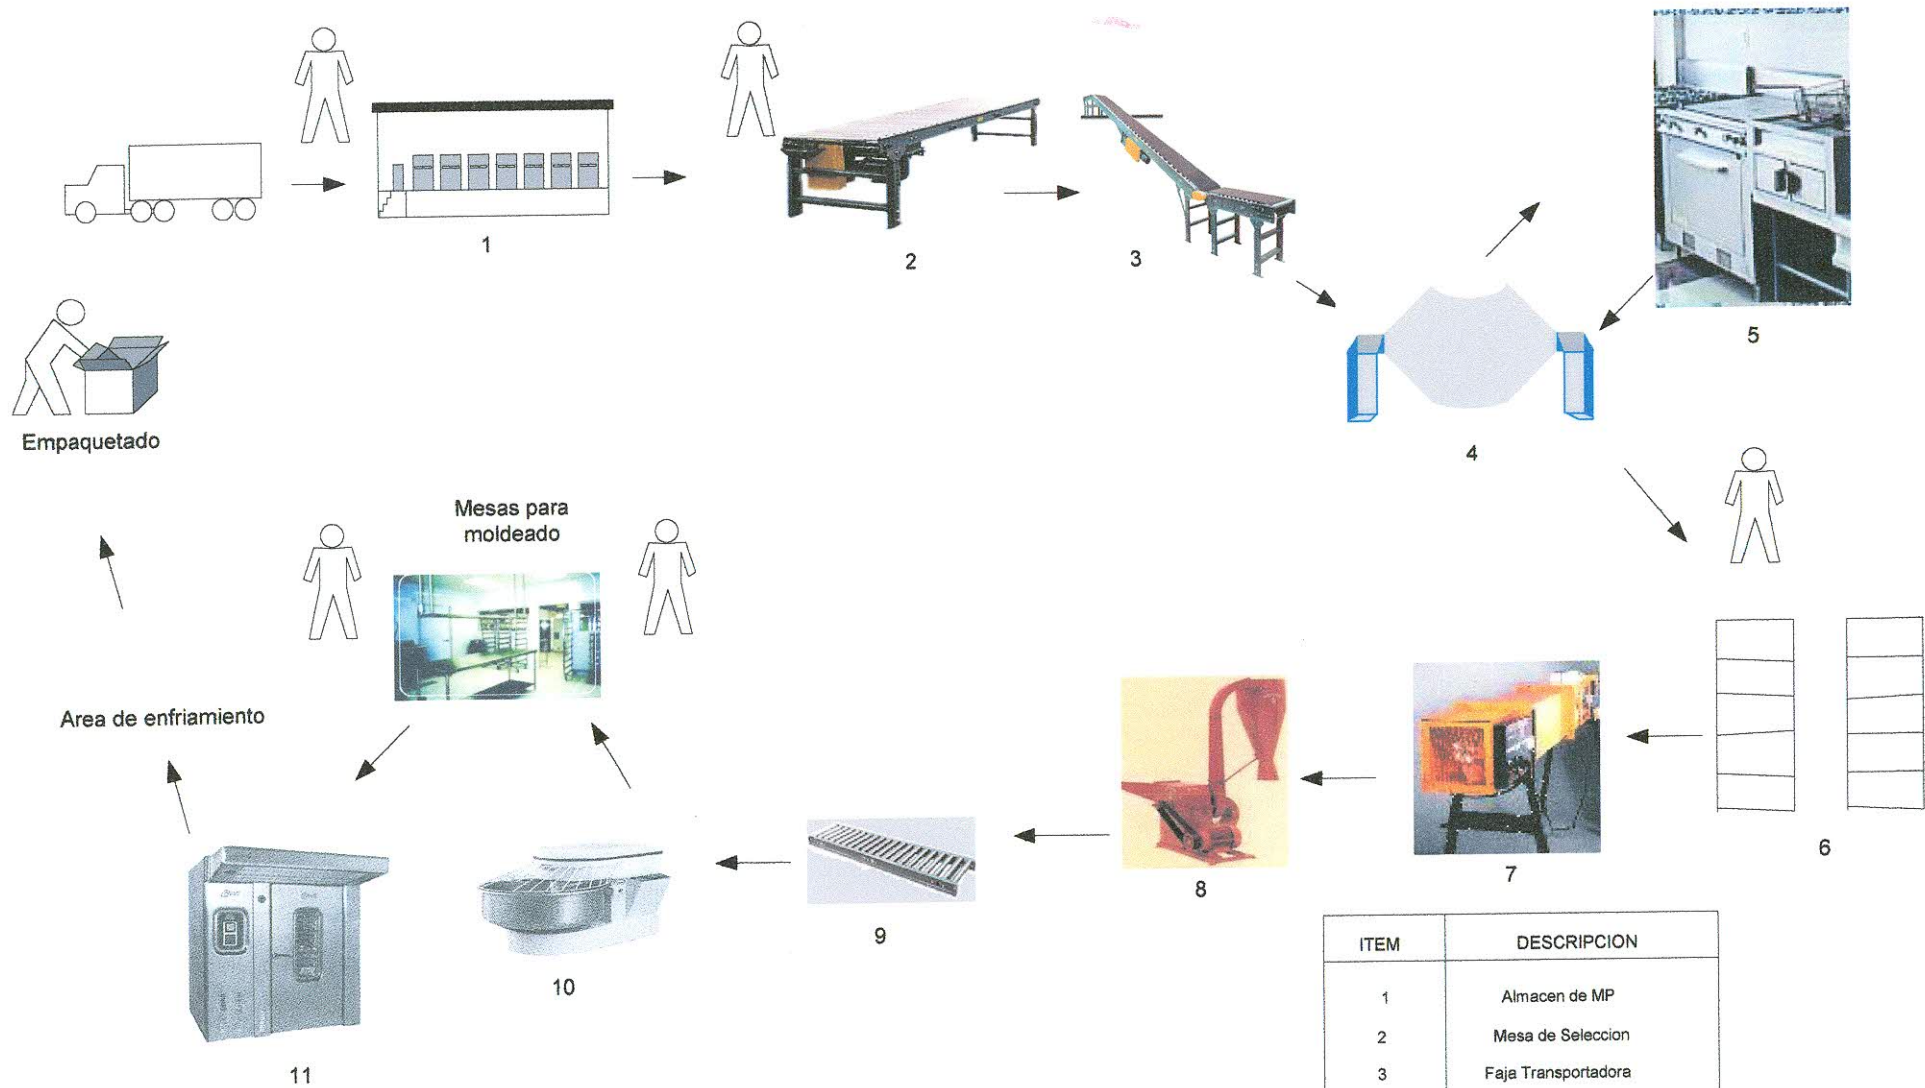 1
2
3
4
5
Empaquetado
Mesas para
moldeado
Area de enfriamiento
6
7
8
9
10
11
ITEM DESCRIPCION
1 Almacen de MP
2 Mesa de Seleccion
3 Faja Transportadora